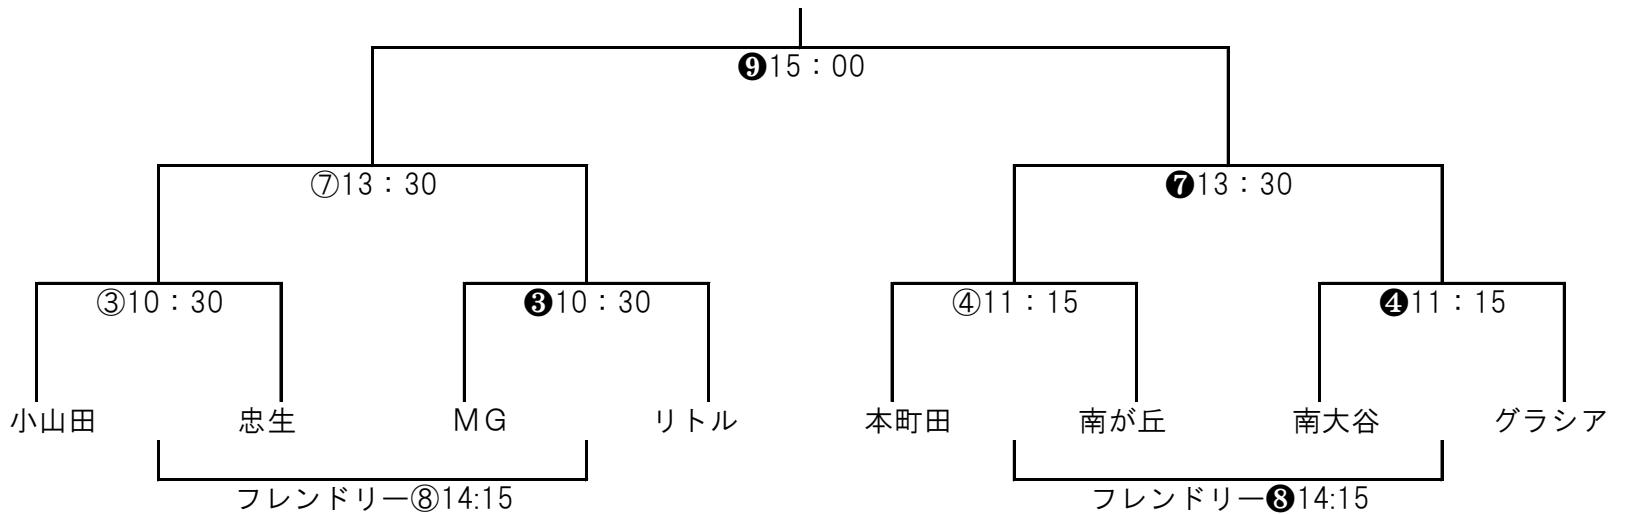 ❾15：00
⑦13：30 ❼13：30
③10：30 ❸10：30 ④11：15 ❹11：15
小山田 忠生 ＭＧ リトル 本町田 南が丘 南大谷 グラシア
フレンドリー⑧14:15 フレンドリー❽14:15